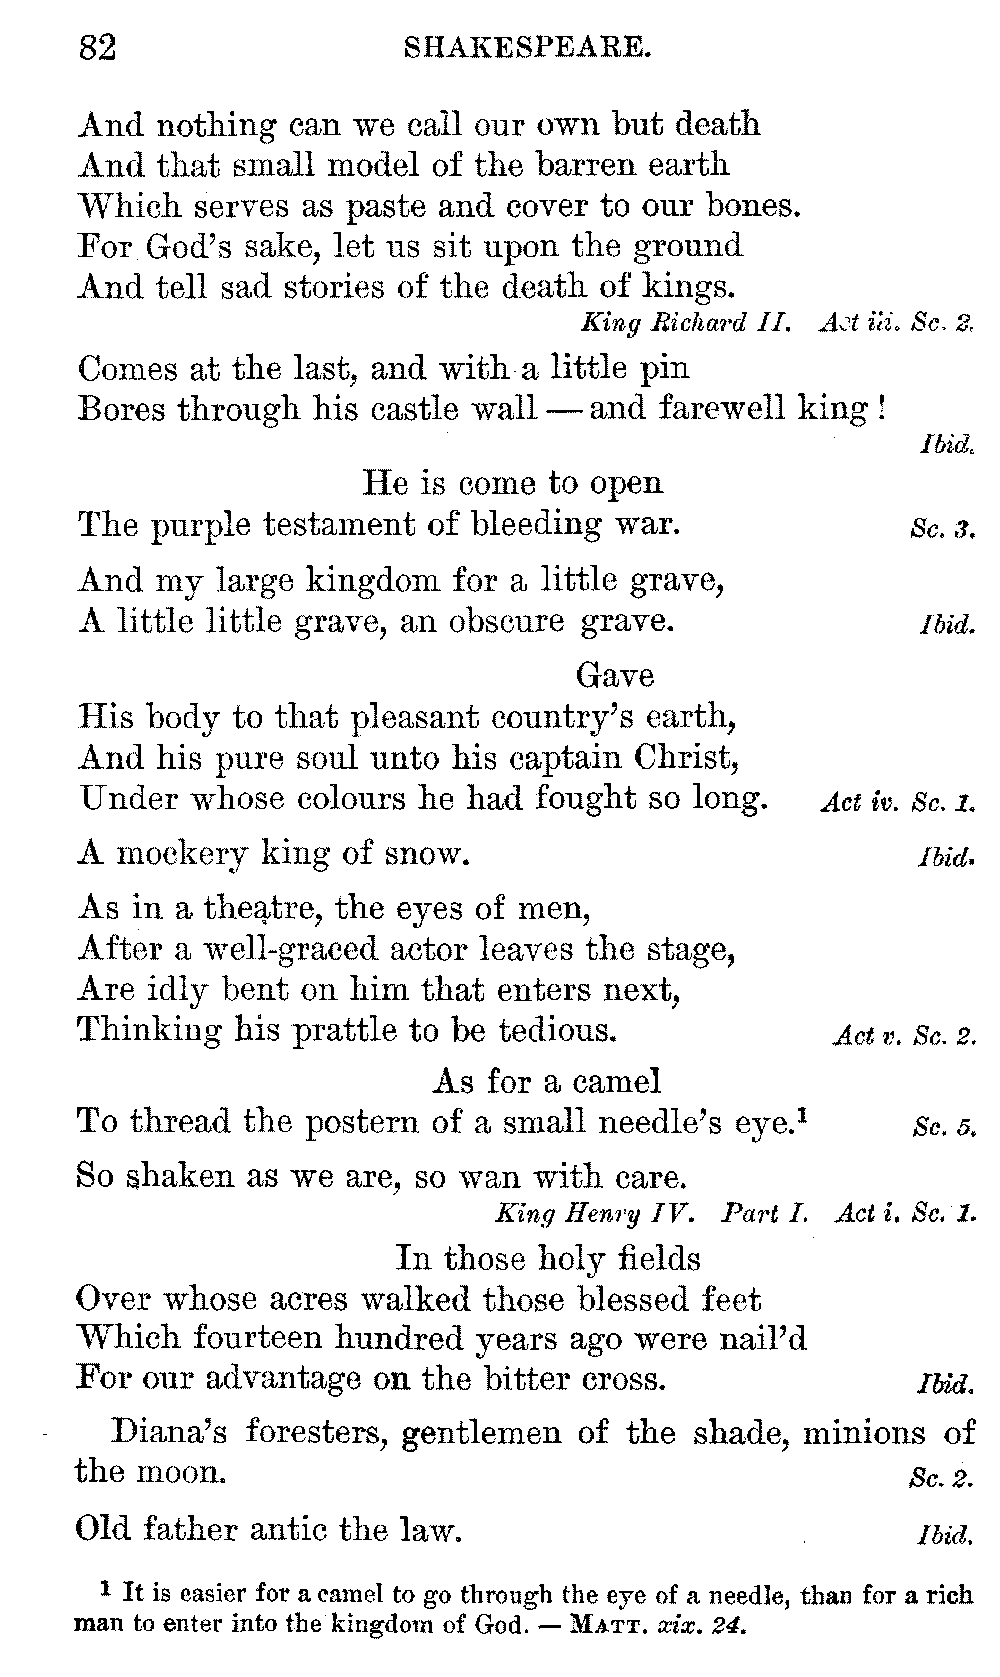 82 SHAKESPEARE.
And nothing can we call our own but death
And that small model of the barren earth
Which serves as paste and cover to our bones.
For God's sake, let us sit upon the ground
And tell sad stories of the death of kings.
King Richard II. Act iii. Sc. 2.
Comes at the last, and with a little pin
Bores through his castle wall — and farewell king!
Ibid.
He is come to open
The purple testament of bleeding war. Sc. 3.
And my large kingdom for a little grave,
A little little grave, an obscure grave. Ibid.
Gave
His body to that pleasant country's earth,
And his pure soul unto his captain Christ,
Under whose colours he had fought so long. Act iv. Sc. 1.
A mockery king of snow. Ibid.
As in a theatre, the eyes of men,
After a well-graced actor leaves the stage,
Are idly bent on him that enters next,
Thinking his prattle to be tedious. Act v. Sc. 2.
As for a camel
To thread the postern of a small needle's eye.¹ Sc. 5.
So shaken as we are, so wan with care.
King Henry IV. Part I. Act i. Sc. 1.
In those holy fields
Over whose acres walked those blessed feet
Which fourteen hundred years ago were nail'd
For our advantage on the bitter cross. Ibid.
Diana's foresters, gentlemen of the shade, minions of
the moon. Sc. 2.
Old father antic the law. Ibid.
¹ It is easier for a camel to go through the eye of a needle, than for a rich
man to enter into the kingdom of God. — MATT. xix. 24.